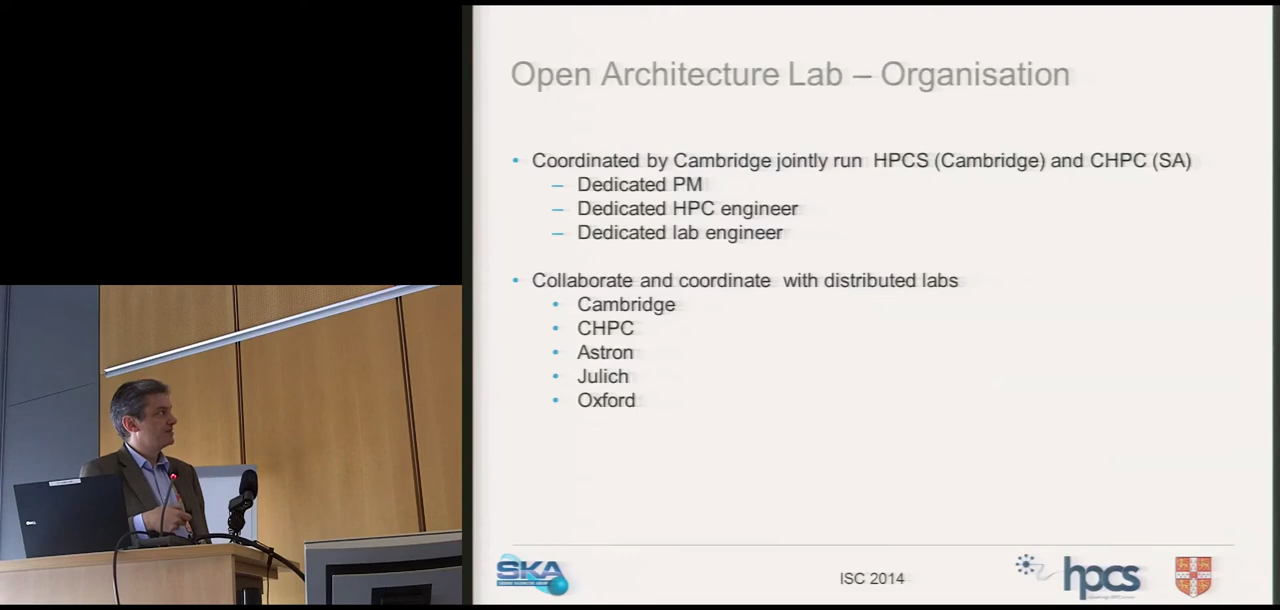 Open Architecture Lab – Organisation
• Coordinated by Cambridge jointly run HPCS (Cambridge) and CHPC (SA)
– Dedicated PM
– Dedicated HPC engineer
– Dedicated lab engineer
• Collaborate and coordinate with distributed labs
• Cambridge
• CHPC
• Astron
• Julich
• Oxford
SKA
ISC 2014
hpcs